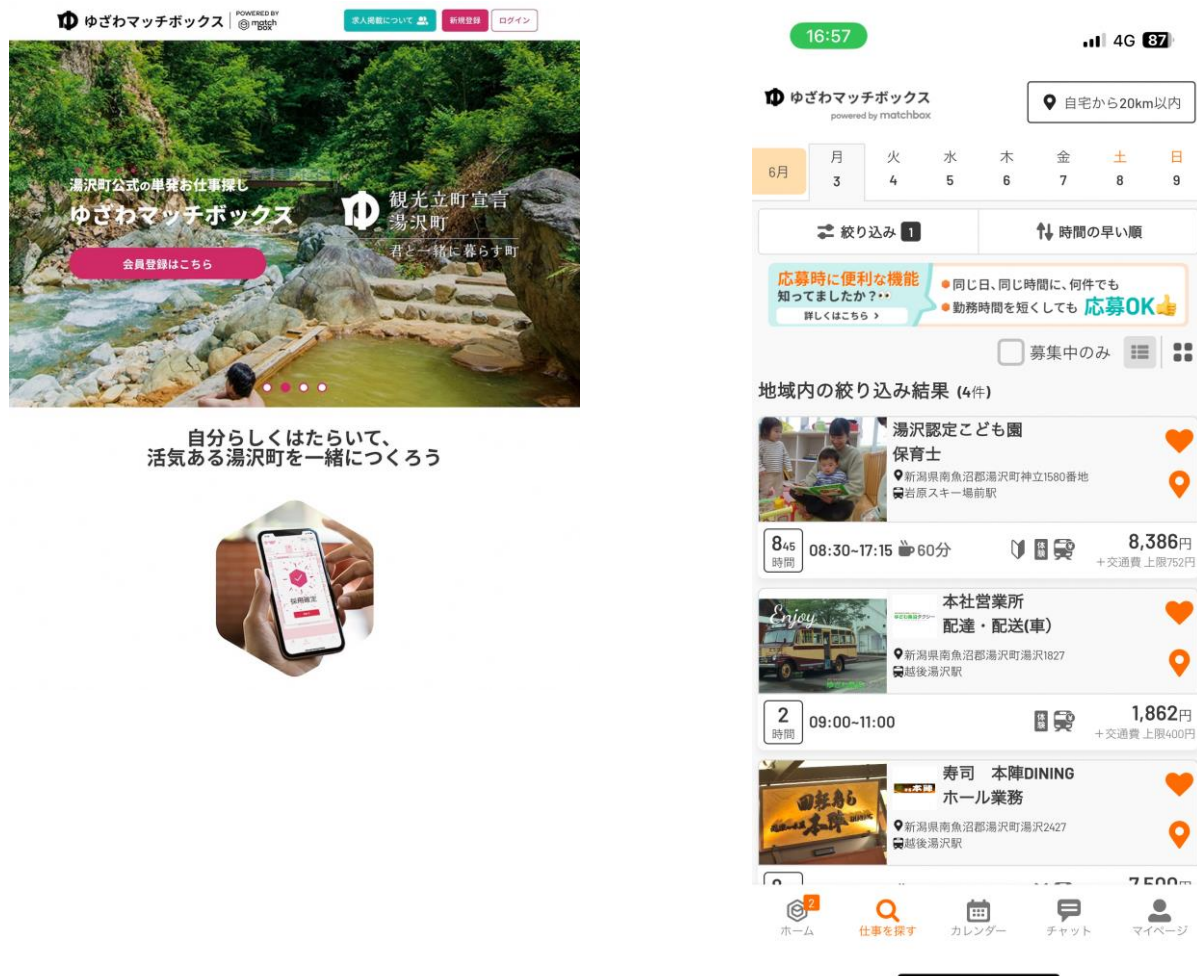 ゆざわマッチボックス
POWERED BY
matchbox
求人掲載について
新規登録
ログイン
湯沢町公式の単発お仕事探し
ゆざわマッチボックス
会員登録はこちら
観光立町宣言
湯沢町
君と一緒に暮らす町
自分らしくはたらいて、
活気ある湯沢町を一緒につくろう
採用確定
16:57
4G 87
ゆざわマッチボックス
powered by matchbox
自宅から20km以内
6月
月 火 水 木 金 土 日
3 4 5 6 7 8 9
絞り込み 1
時間の早い順
応募時に便利な機能
知ってましたか?
詳しくはこちら >
同じ日、同じ時間に、何件でも
勤務時間を短くしても 応募OK
募集中のみ
地域内の絞り込み結果 (4件)
湯沢認定こども園
保育士
新潟県南魚沼郡湯沢町神立1580番地
岩原スキー場前駅
845
時間
08:30~17:15 60分
体験
8,386円
+交通費 上限752円
Enjoy
本社営業所
配達・配送(車)
新潟県南魚沼郡湯沢町湯沢1827
越後湯沢駅
2
時間
09:00~11:00
体験
1,862円
+交通費 上限400円
回転寿し
本陣
本陣
寿司 本陣DINING
ホール業務
新潟県南魚沼郡湯沢町湯沢2427
越後湯沢駅
2
ホーム
仕事を探す
カレンダー
チャット
マイページ